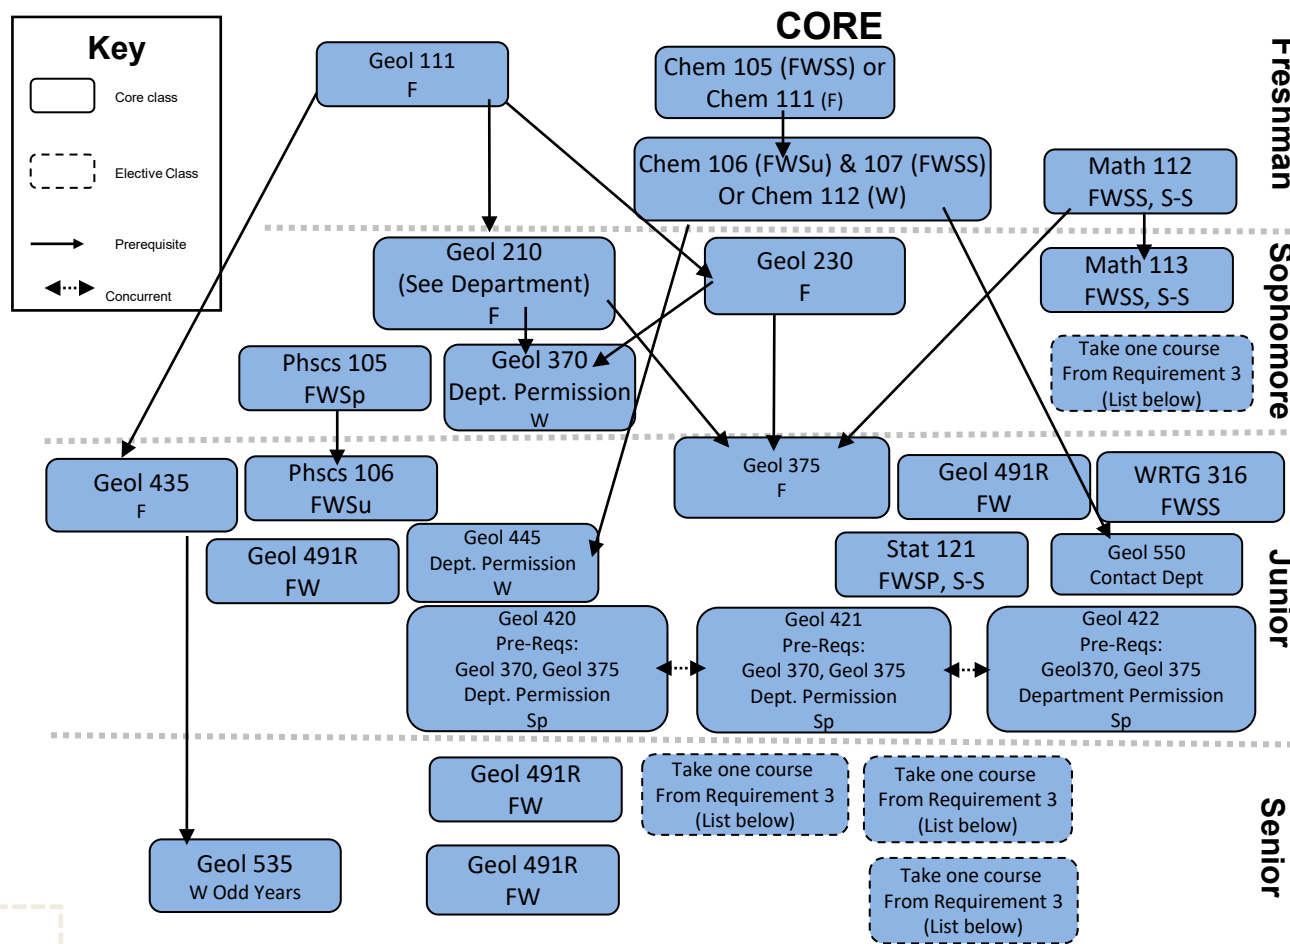 CORE
Key
Core class
Elective Class
Prerequisite
Concurrent
Freshman
Geol 111
F
Chem 105 (FWSS) or
Chem 111 (F)
Chem 106 (FWSu) & 107 (FWSS)
Or Chem 112 (W)
Math 112
FWSS, S-S
Sophomore
Geol 210
(See Department)
F
Geol 230
F
Math 113
FWSS, S-S
Phscs 105
FWSp
Geol 370
Dept. Permission
W
Take one course
From Requirement 3
(List below)
Junior
Geol 435
F
Phscs 106
FWSu
Geol 375
F
Geol 491R
FW
WRTG 316
FWSS
Geol 491R
FW
Geol 445
Dept. Permission
W
Stat 121
FWSP, S-S
Geol 550
Contact Dept
Geol 420
Pre-Reqs:
Geol 370, Geol 375
Dept. Permission
Sp
Geol 421
Pre-Reqs:
Geol 370, Geol 375
Dept. Permission
Sp
Geol 422
Pre-Reqs:
Geol370, Geol 375
Department Permission
Sp
Senior
Geol 491R
FW
Take one course
From Requirement 3
(List below)
Take one course
From Requirement 3
(List below)
Geol 535
W Odd Years
Geol 491R
FW
Take one course
From Requirement 3
(List below)